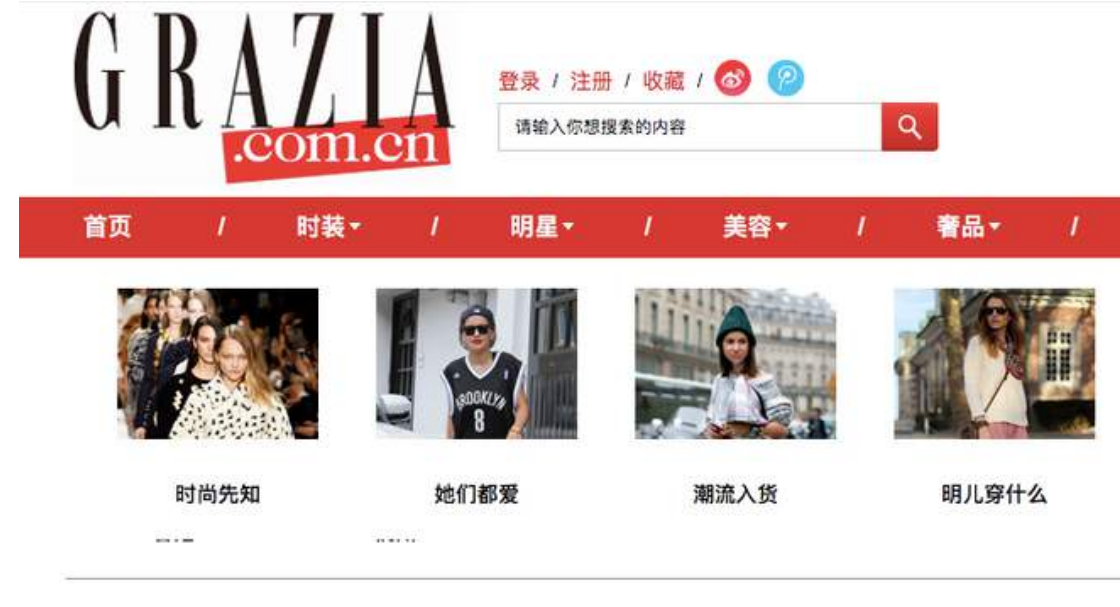 GRAZIA
.com.cn
登录 / 注册 / 收藏 /
请输入你想搜索的内容
首页 / 时装 / 明星 / 美容 / 奢品 /
BROOKLYN
8
时尚先知 她们都爱 潮流入货 明儿穿什么